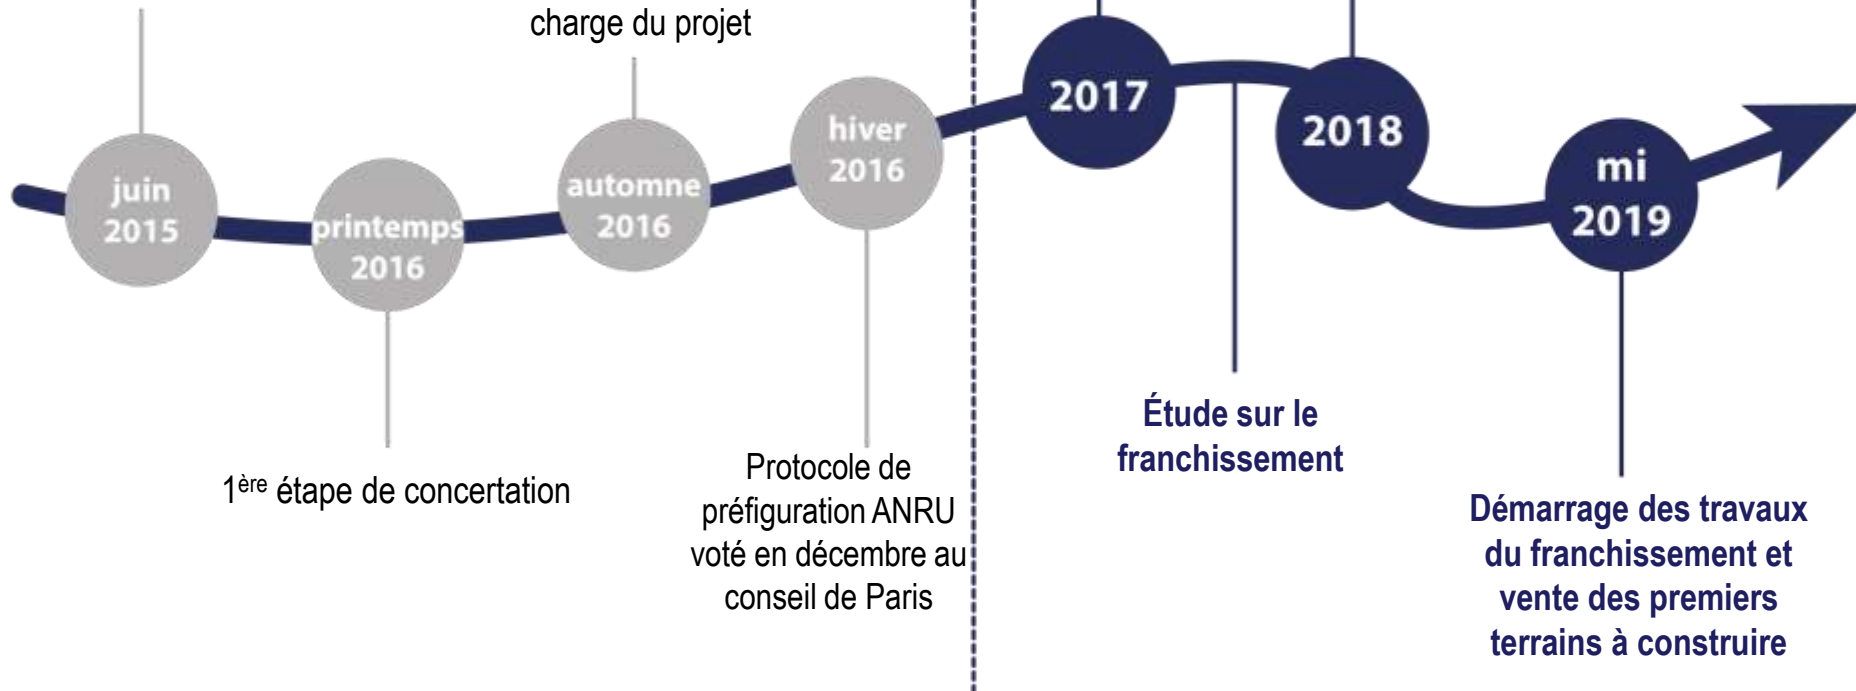 charge du projet
juin
2015
printemps
2016
automne
2016
hiver
2016
2017
2018
mi
2019
1ère étape de concertation
Protocole de
préfiguration ANRU
voté en décembre au
conseil de Paris
Étude sur le
franchissement
Démarrage des travaux
du franchissement et
vente des premiers
terrains à construire